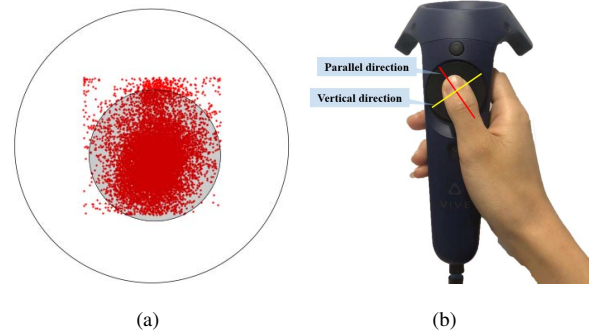 Parallel direction
Vertical direction
VIVE
(a)
(b)